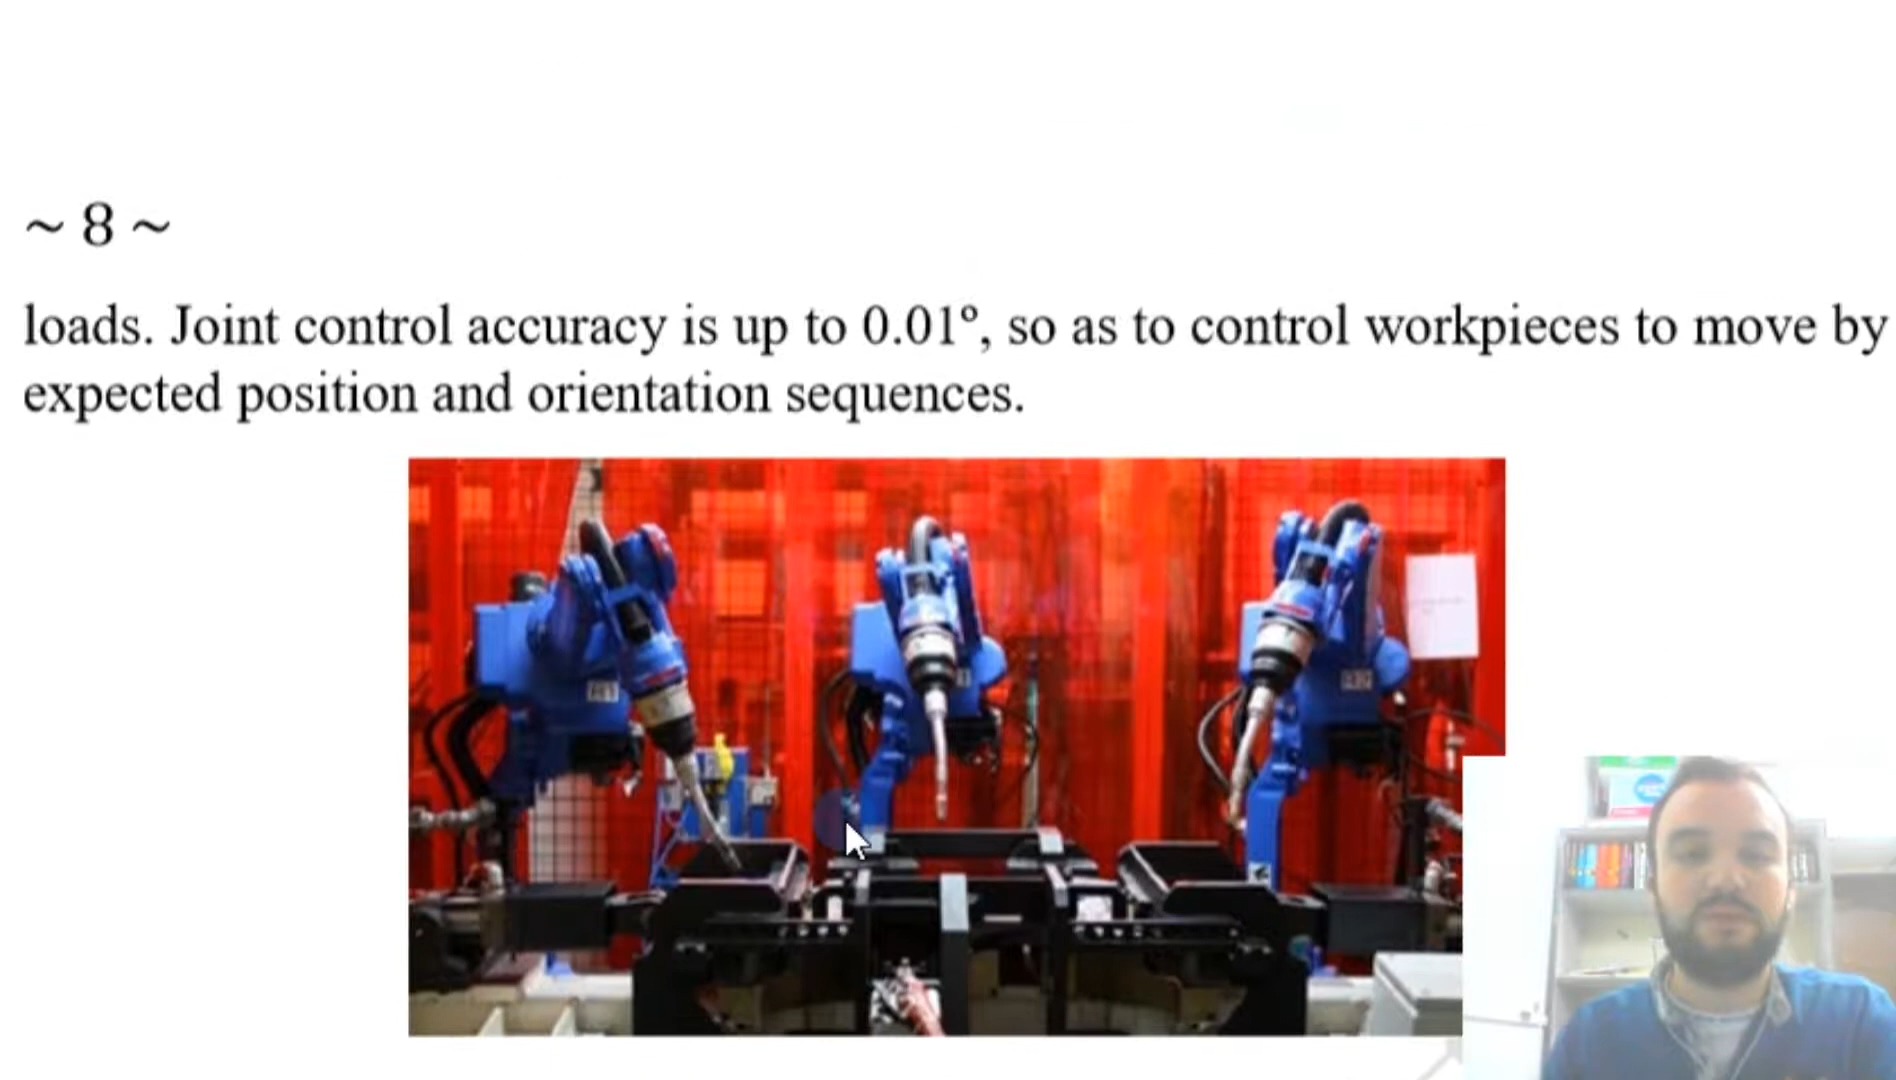 ~ 8 ~
loads. Joint control accuracy is up to 0.01°, so as to control workpieces to move by
expected position and orientation sequences.